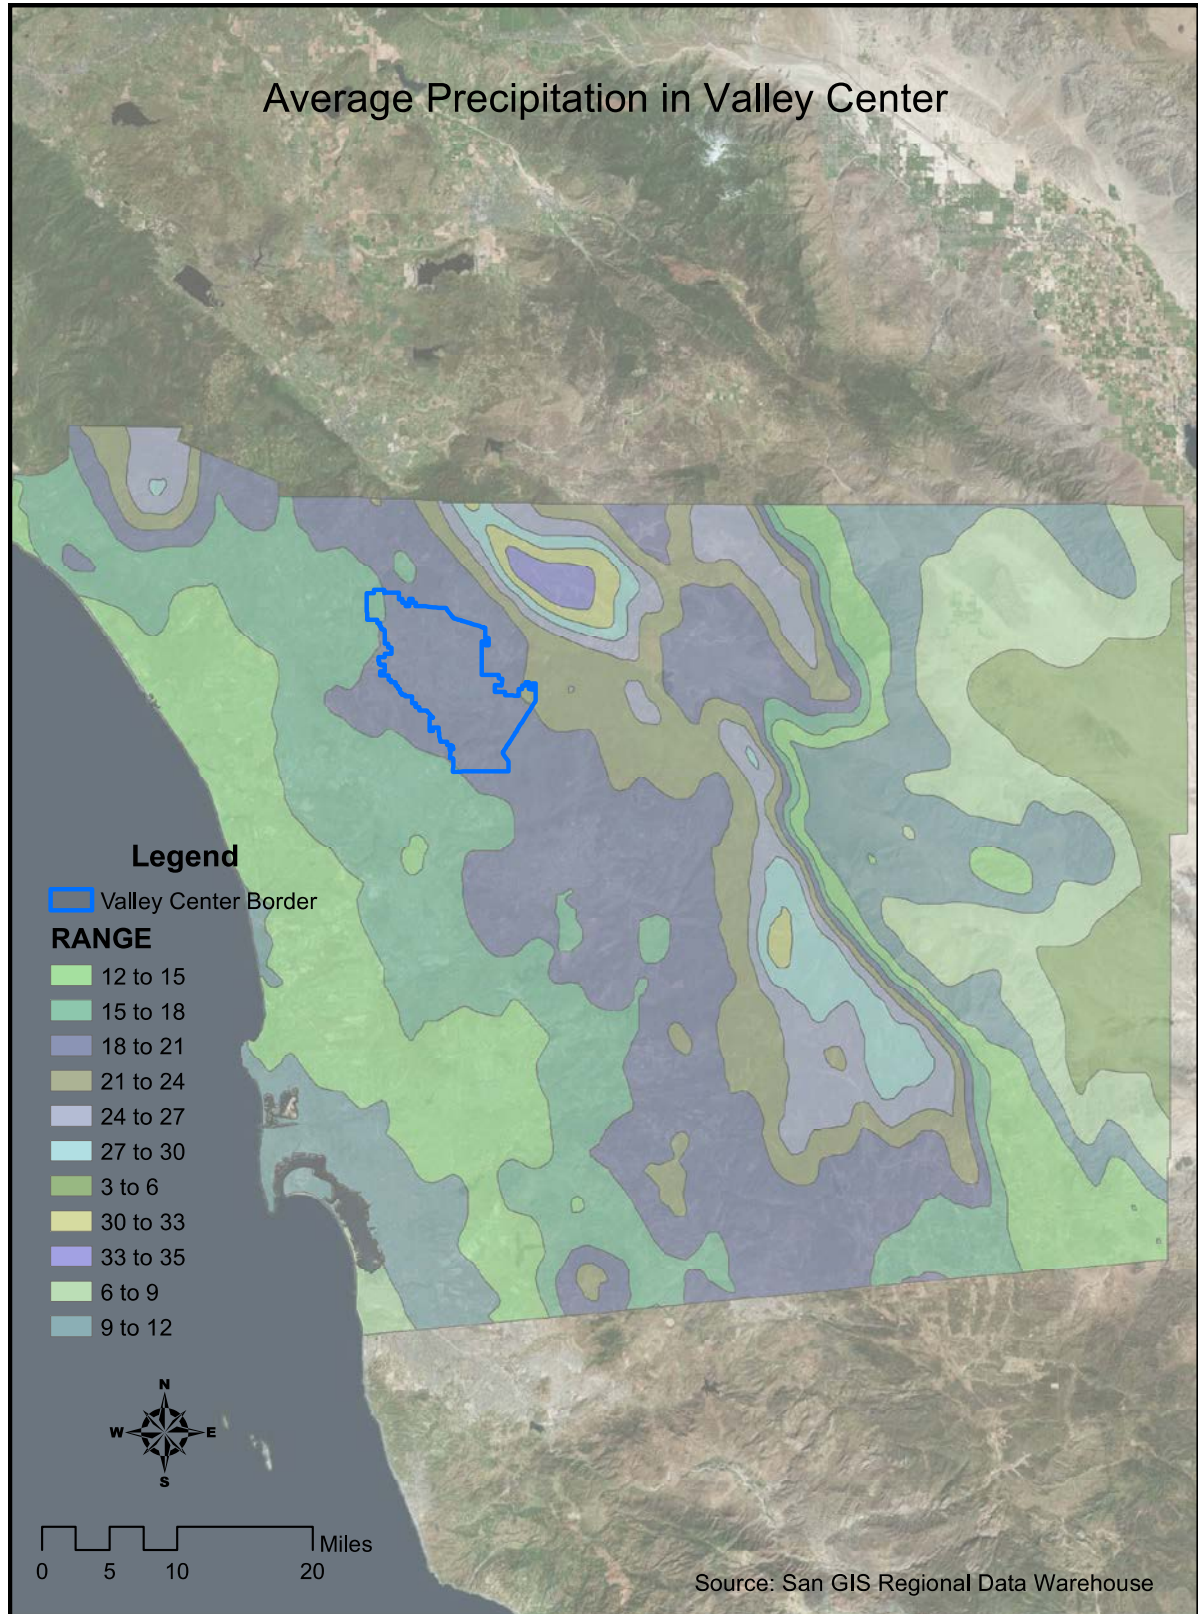 Average Precipitation in Valley Center
Legend
Valley Center Border
RANGE
12 to 15
15 to 18
18 to 21
21 to 24
24 to 27
27 to 30
3 to 6
30 to 33
33 to 35
6 to 9
9 to 12
N
W E
S
Miles
0 5 10 20
Source: San GIS Regional Data Warehouse